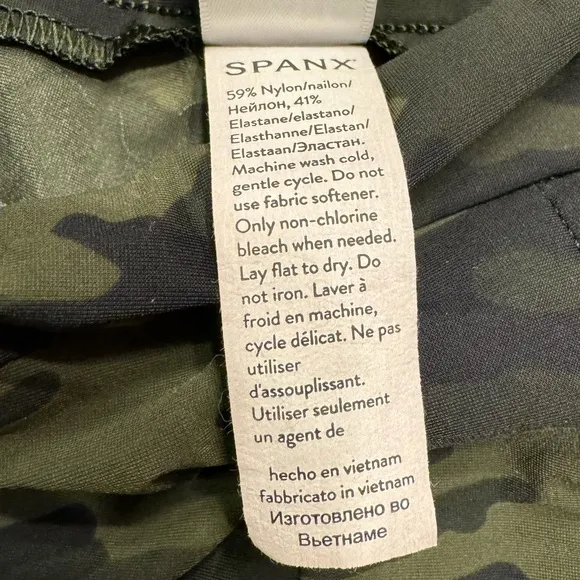 SPANX
59% Nylon/nailon/
Нейлон, 41%
Elastane/elastano/
Elasthanne/Elastan/
Elastaan/Эластан.
Machine wash cold,
gentle cycle. Do not
use fabric softener.
Only non-chlorine
bleach when needed.
Lay flat to dry. Do
not iron. Laver à
froid en machine,
cycle délicat. Ne pas
utiliser
d'assouplissant.
Utiliser seulement
un agent de
hecho en vietnam
fabbricato in vietnam
Изготовлено во
Вьетнаме